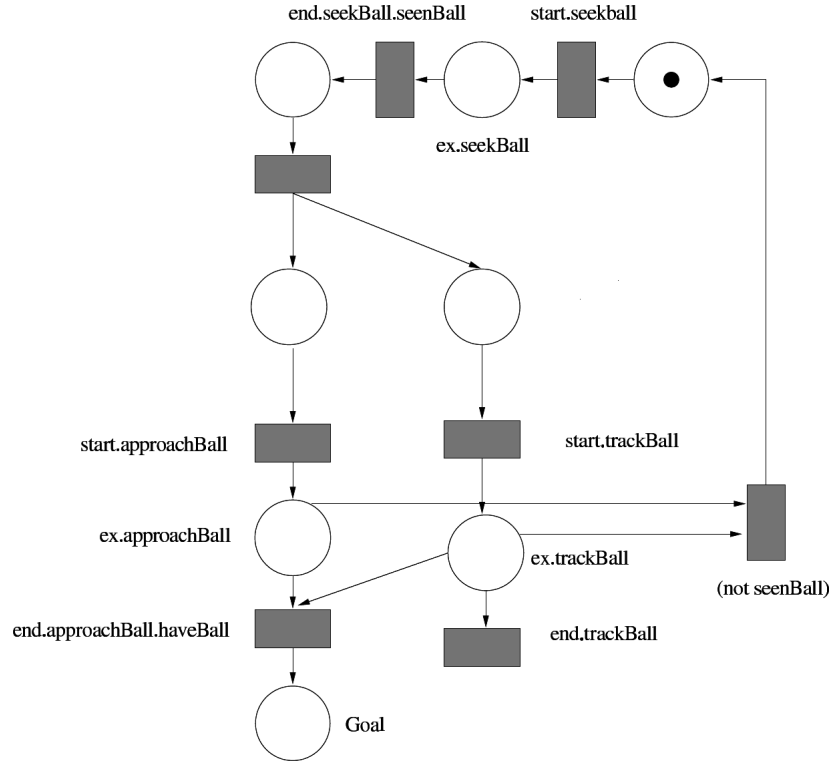 end.seekBall.seenBall
start.seekball
ex.seekBall
start.approachBall
start.trackBall
ex.approachBall
ex.trackBall
(not seenBall)
end.approachBall.haveBall
end.trackBall
Goal